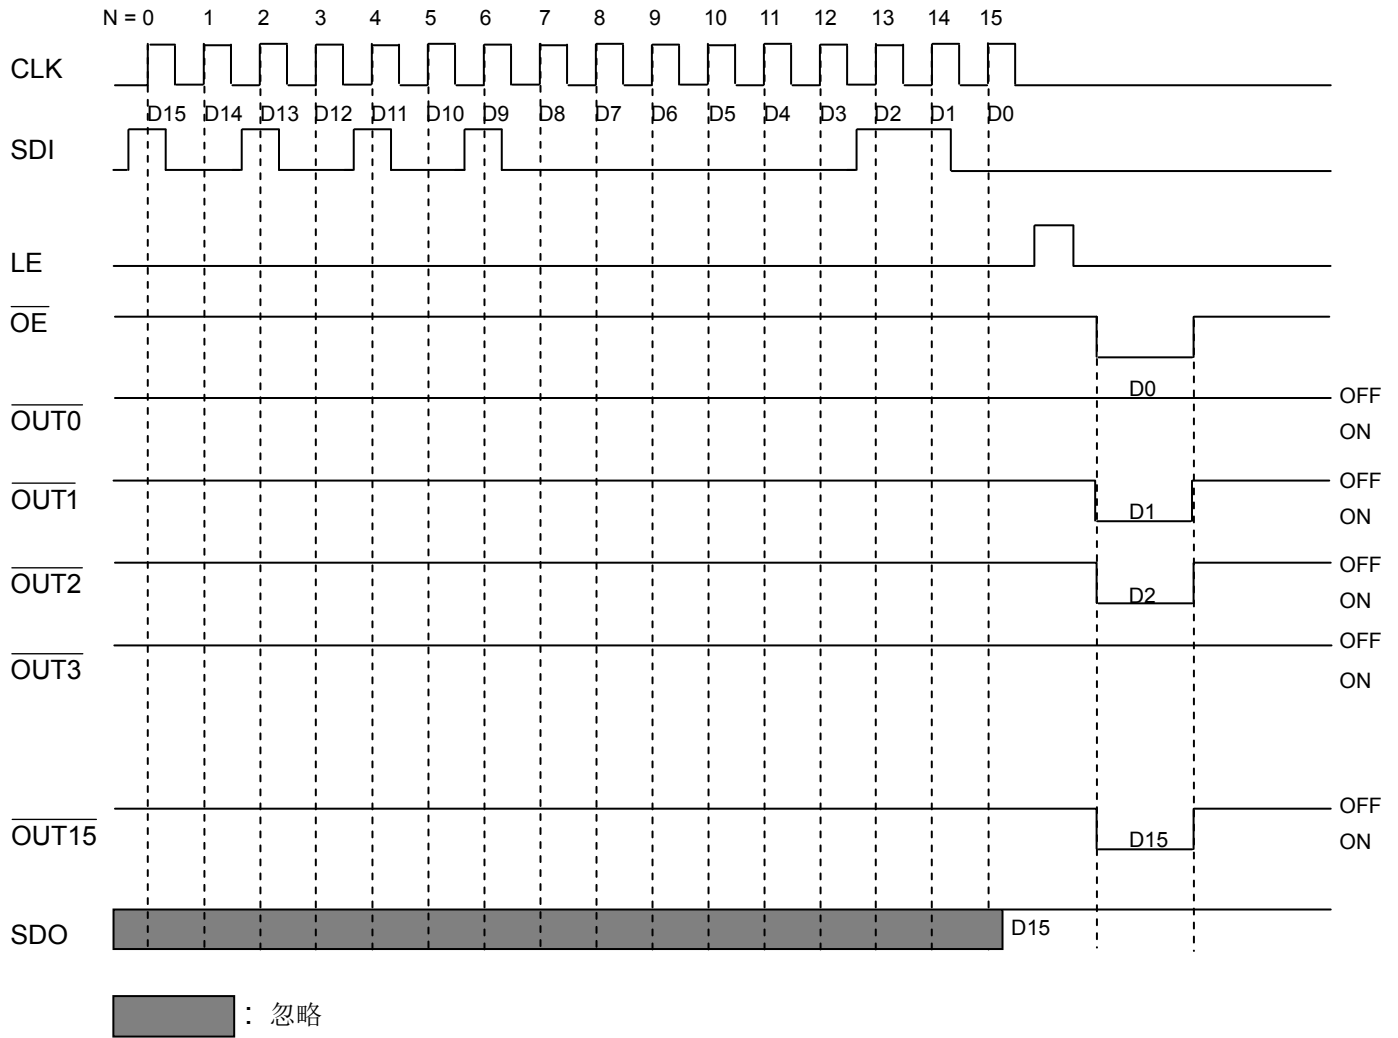 N = 0 1 2 3 4 5 6 7 8 9 10 11 12 13 14 15
CLK
D15 D14 D13 D12 D11 D10 D9 D8 D7 D6 D5 D4 D3 D2 D1 D0
SDI
LE
OE
D0
OFF
OUT0
ON
OFF
OUT1
D1
ON
OFF
OUT2
D2
ON
OFF
OUT3
ON
OFF
OUT15
D15
ON
SDO
D15
: 忽略